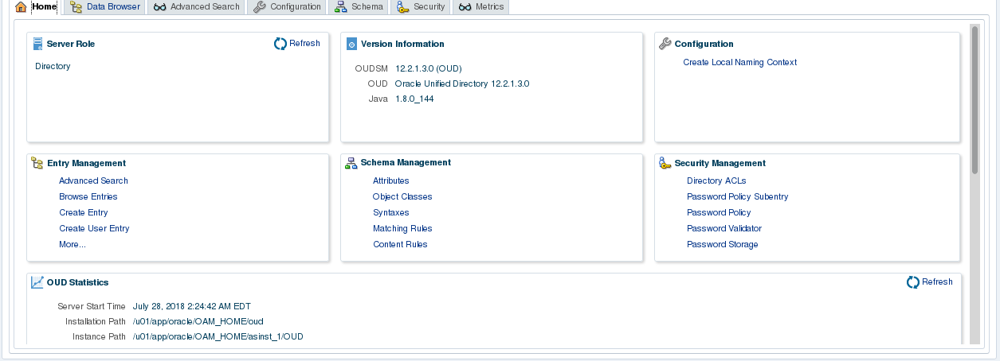 Home Data Browser Advanced Search Configuration Schema Security Metrics
Server Role Refresh
Directory
Version Information
OUDSM 12.2.1.3.0 (OUD)
OUD Oracle Unified Directory 12.2.1.3.0
Java 1.8.0_144
Configuration
Create Local Naming Context
Entry Management
Advanced Search
Browse Entries
Create Entry
Create User Entry
More...
Schema Management
Attributes
Object Classes
Syntaxes
Matching Rules
Content Rules
Security Management
Directory ACLs
Password Policy Subentry
Password Policy
Password Validator
Password Storage
OUD Statistics Refresh
Server Start Time July 28, 2018 2:24:42 AM EDT
Installation Path /u01/app/oracle/OAM_HOME/oud
Instance Path /u01/app/oracle/OAM_HOME/asinst_1/OUD